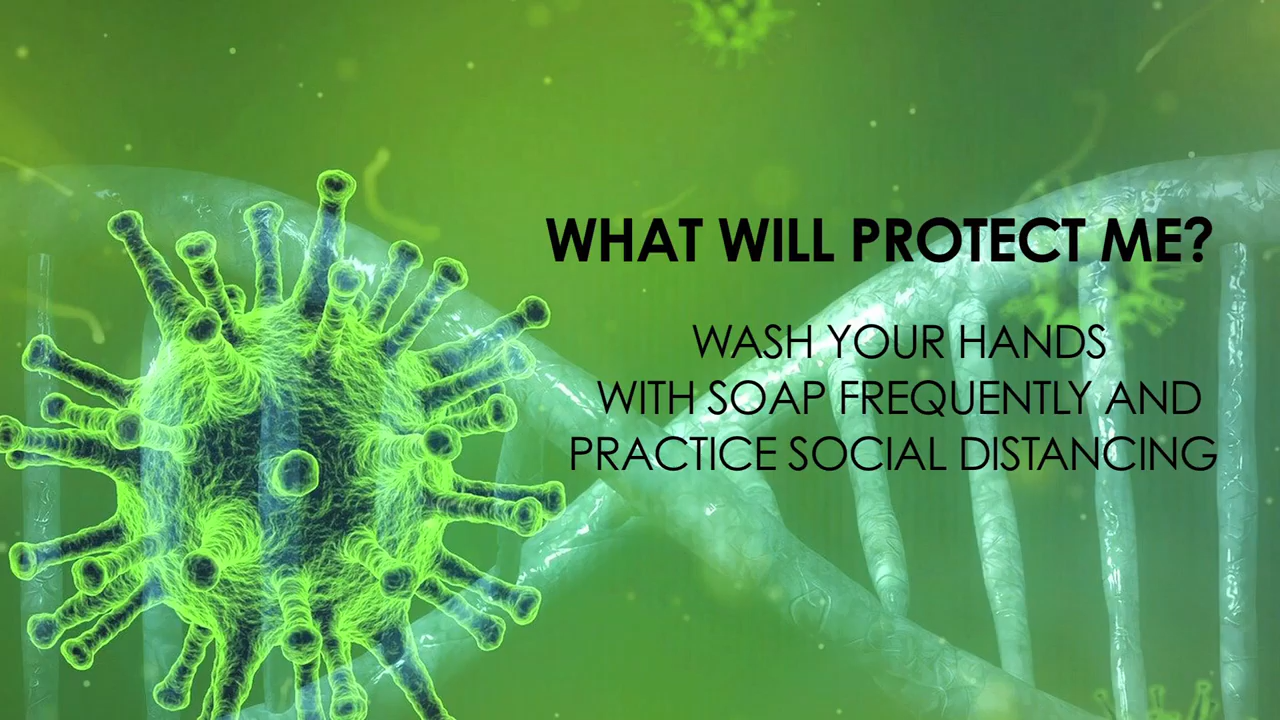 WHAT WILL PROTECT ME?
WASH YOUR HANDS
WITH SOAP FREQUENTLY AND
PRACTICE SOCIAL DISTANCING